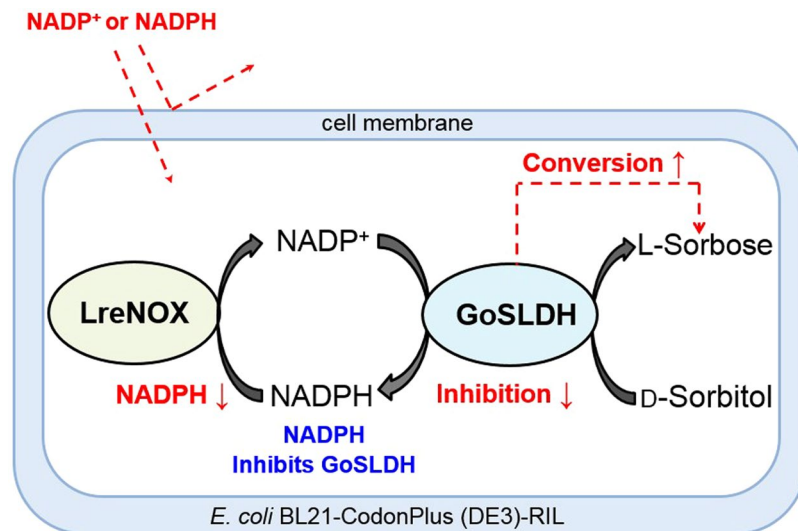 NADP⁺ or NADPH
cell membrane
Conversion ↑
NADP⁺
L-Sorbose
LreNOX
GoSLDH
NADPH ↓
NADPH
Inhibition ↓
D-Sorbitol
NADPH
Inhibits GoSLDH
E. coli BL21-CodonPlus (DE3)-RIL